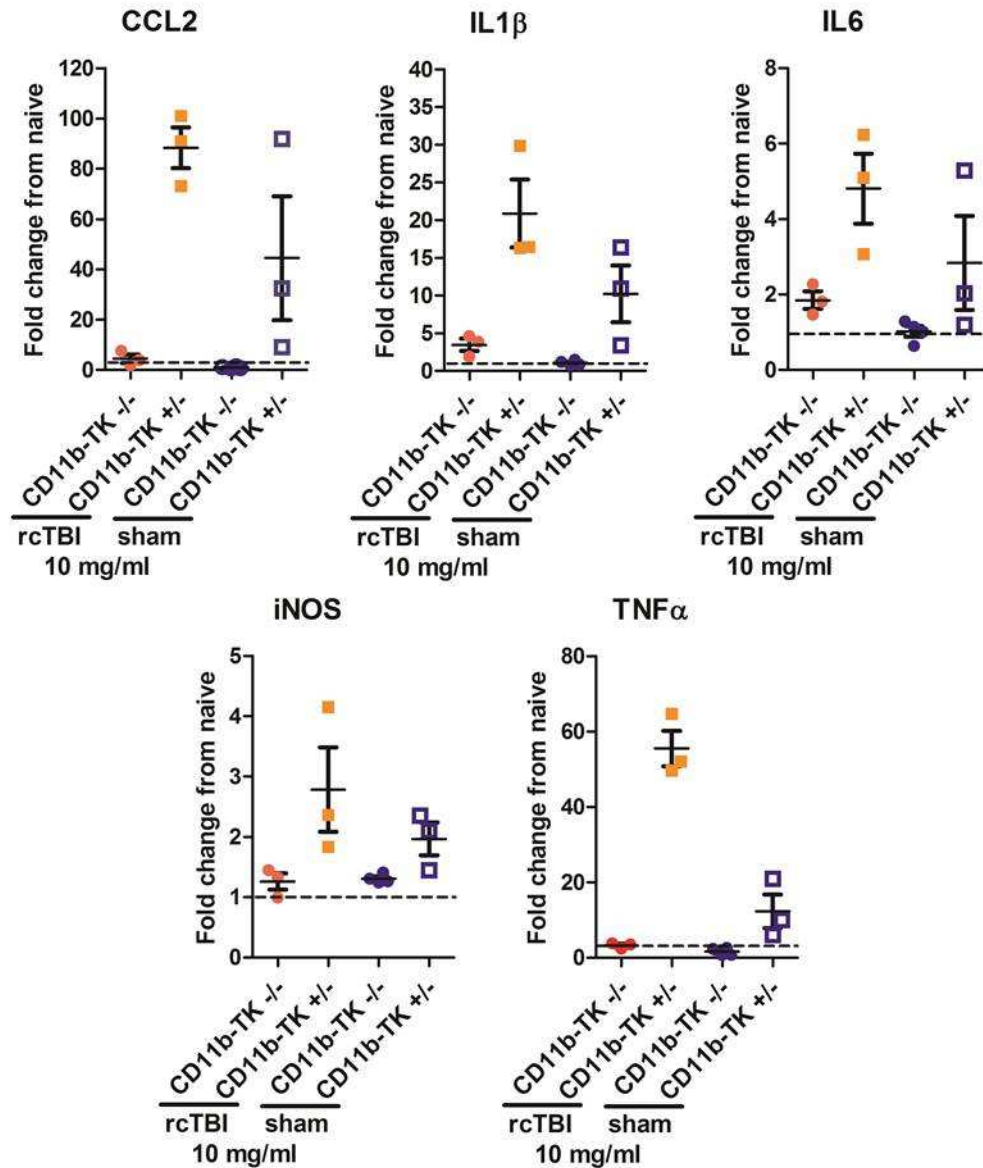 CCL2
Fold change from naive
120
100
80
60
40
20
0
CD11b-TK -/-
CD11b-TK +/-
CD11b-TK -/-
CD11b-TK +/-
rcTBI
sham
10 mg/ml
IL1β
Fold change from naive
40
35
30
25
20
15
10
5
0
CD11b-TK -/-
CD11b-TK +/-
CD11b-TK -/-
CD11b-TK +/-
rcTBI
sham
10 mg/ml
IL6
Fold change from naive
8
6
4
2
0
CD11b-TK -/-
CD11b-TK +/-
CD11b-TK -/-
CD11b-TK +/-
rcTBI
sham
10 mg/ml
iNOS
Fold change from naive
5
4
3
2
1
0
CD11b-TK -/-
CD11b-TK +/-
CD11b-TK -/-
CD11b-TK +/-
rcTBI
sham
10 mg/ml
TNFα
Fold change from naive
80
60
40
20
0
CD11b-TK -/-
CD11b-TK +/-
CD11b-TK -/-
CD11b-TK +/-
rcTBI
sham
10 mg/ml